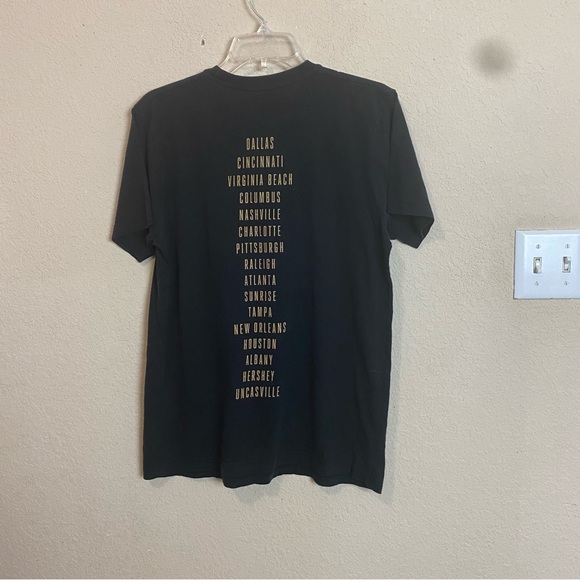 DALLAS
CINCINNATI
VIRGINIA BEACH
COLUMBUS
NASHVILLE
CHARLOTTE
PITTSBURGH
RALEIGH
ATLANTA
SUNRISE
TAMPA
NEW ORLEANS
HOUSTON
ALBANY
HERSHEY
UNCASVILLE